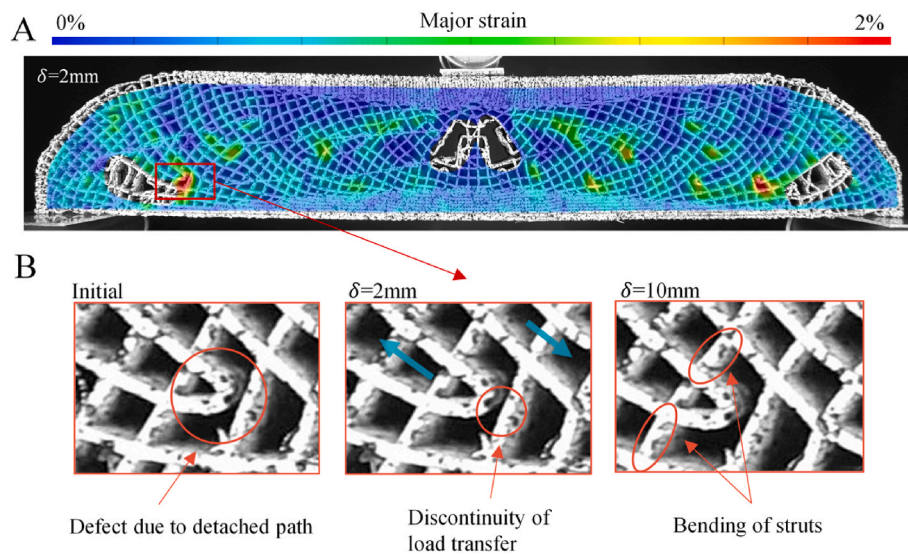 0%
Major strain
2%
A
δ=2mm
B
Initial
δ=2mm
δ=10mm
Defect due to detached path
Discontinuity of
load transfer
Bending of struts